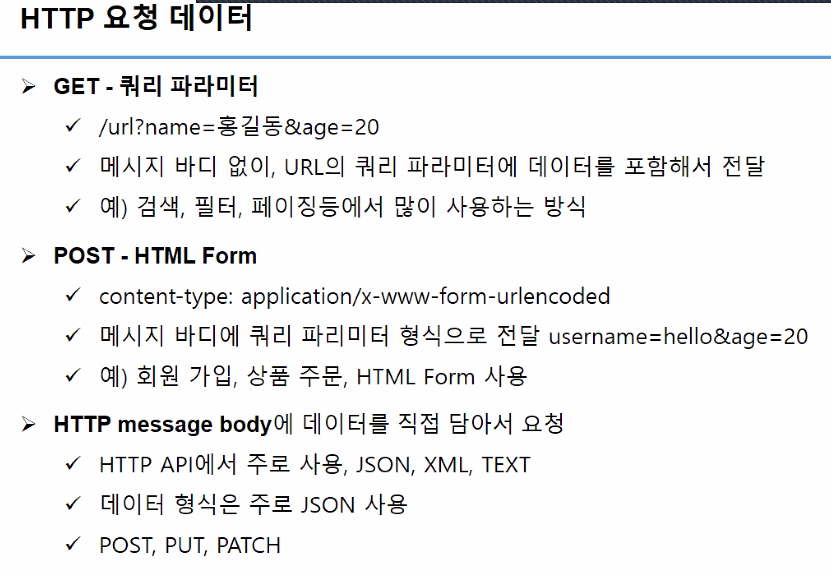 HTTP 요청 데이터
➢ GET - 쿼리 파라미터
✓ /url?name=홍길동&age=20
✓ 메시지 바디 없이, URL의 쿼리 파라미터에 데이터를 포함해서 전달
✓ 예) 검색, 필터, 페이징등에서 많이 사용하는 방식
➢ POST - HTML Form
✓ content-type: application/x-www-form-urlencoded
✓ 메시지 바디에 쿼리 파리미터 형식으로 전달 username=hello&age=20
✓ 예) 회원 가입, 상품 주문, HTML Form 사용
➢ HTTP message body에 데이터를 직접 담아서 요청
✓ HTTP API에서 주로 사용, JSON, XML, TEXT
✓ 데이터 형식은 주로 JSON 사용
✓ POST, PUT, PATCH